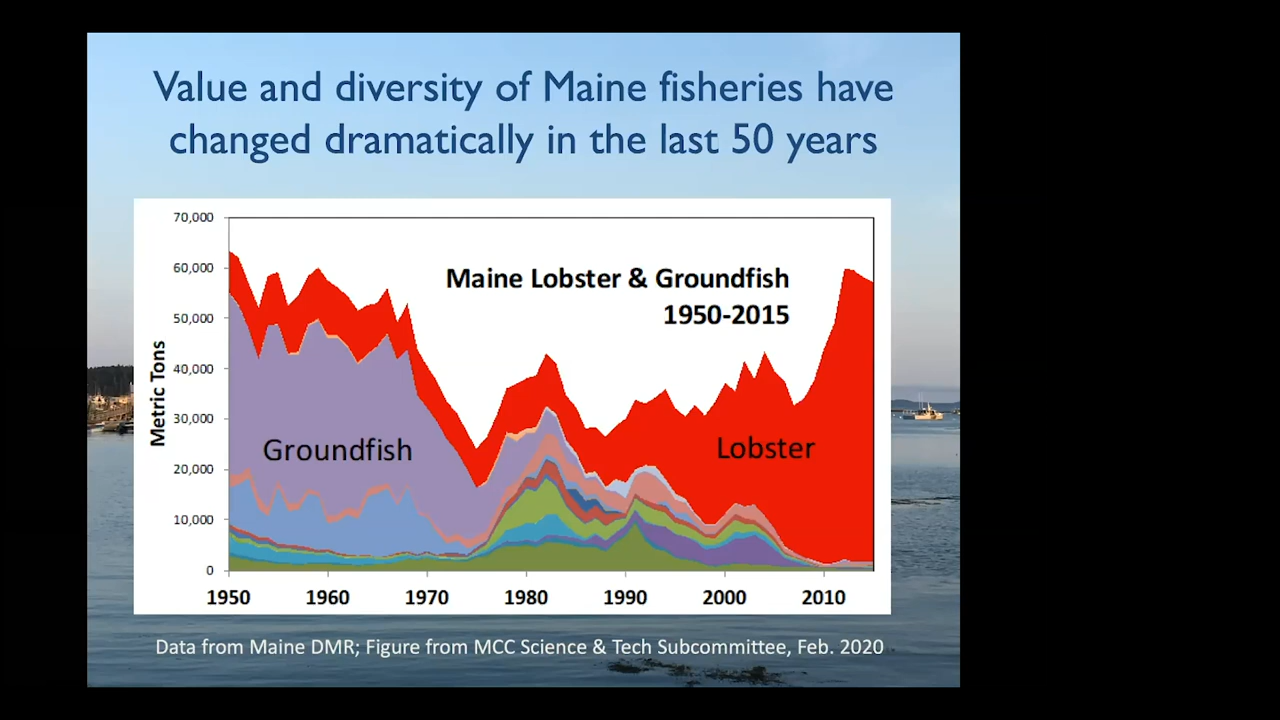 Value and diversity of Maine fisheries have
changed dramatically in the last 50 years
70,000
60,000
50,000
40,000
30,000
20,000
10,000
0
Metric Tons
Maine Lobster & Groundfish
1950-2015
Groundfish
Lobster
1950 1960 1970 1980 1990 2000 2010
Data from Maine DMR; Figure from MCC Science & Tech Subcommittee, Feb. 2020